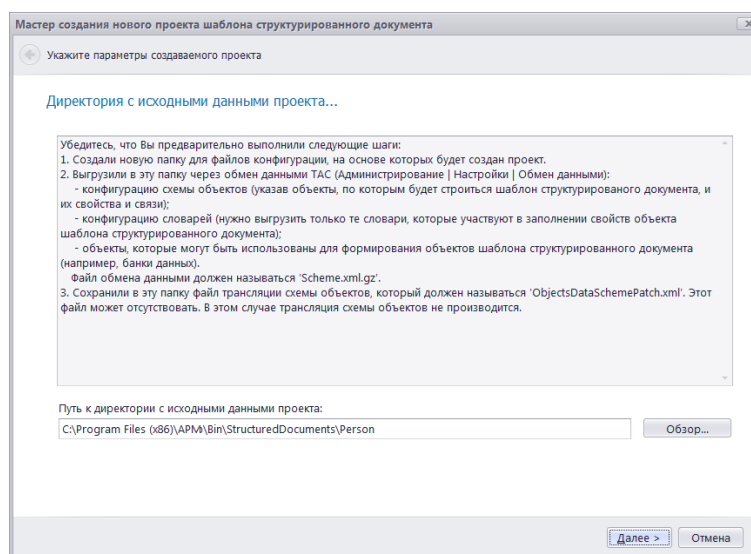 Мастер создания нового проекта шаблона структурированного документа
Укажите параметры создаваемого проекта
Директория с исходными данными проекта...
Убедитесь, что Вы предварительно выполнили следующие шаги:
1. Создали новую папку для файлов конфигурации, на основе которых будет создан проект.
2. Выгрузили в эту папку через обмен данными ТАС (Администрирование | Настройки | Обмен данными):
- конфигурацию схемы объектов (указав объекты, по которым будет строиться шаблон структурированого документа, и
их свойства и связи);
- конфигурацию словарей (нужно выгрузить только те словари, которые участвуют в заполнении свойств объекта
шаблона структурированного документа);
- объекты, которые могут быть использованы для формирования объектов шаблона структурированного документа
(например, банки данных).
Файл обмена данными должен называться 'Scheme.xml.gz'.
3. Сохранили в эту папку файл трансляции схемы объектов, который должен называться 'ObjectsDataSchemePatch.xml'. Этот
файл может отсутствовать. В этом случае трансляция схемы объектов не производится.
Путь к директории с исходными данными проекта:
C:\Program Files (x86)\АРМ\Bin\StructuredDocuments\Person
Обзор...
Далее >
Отмена